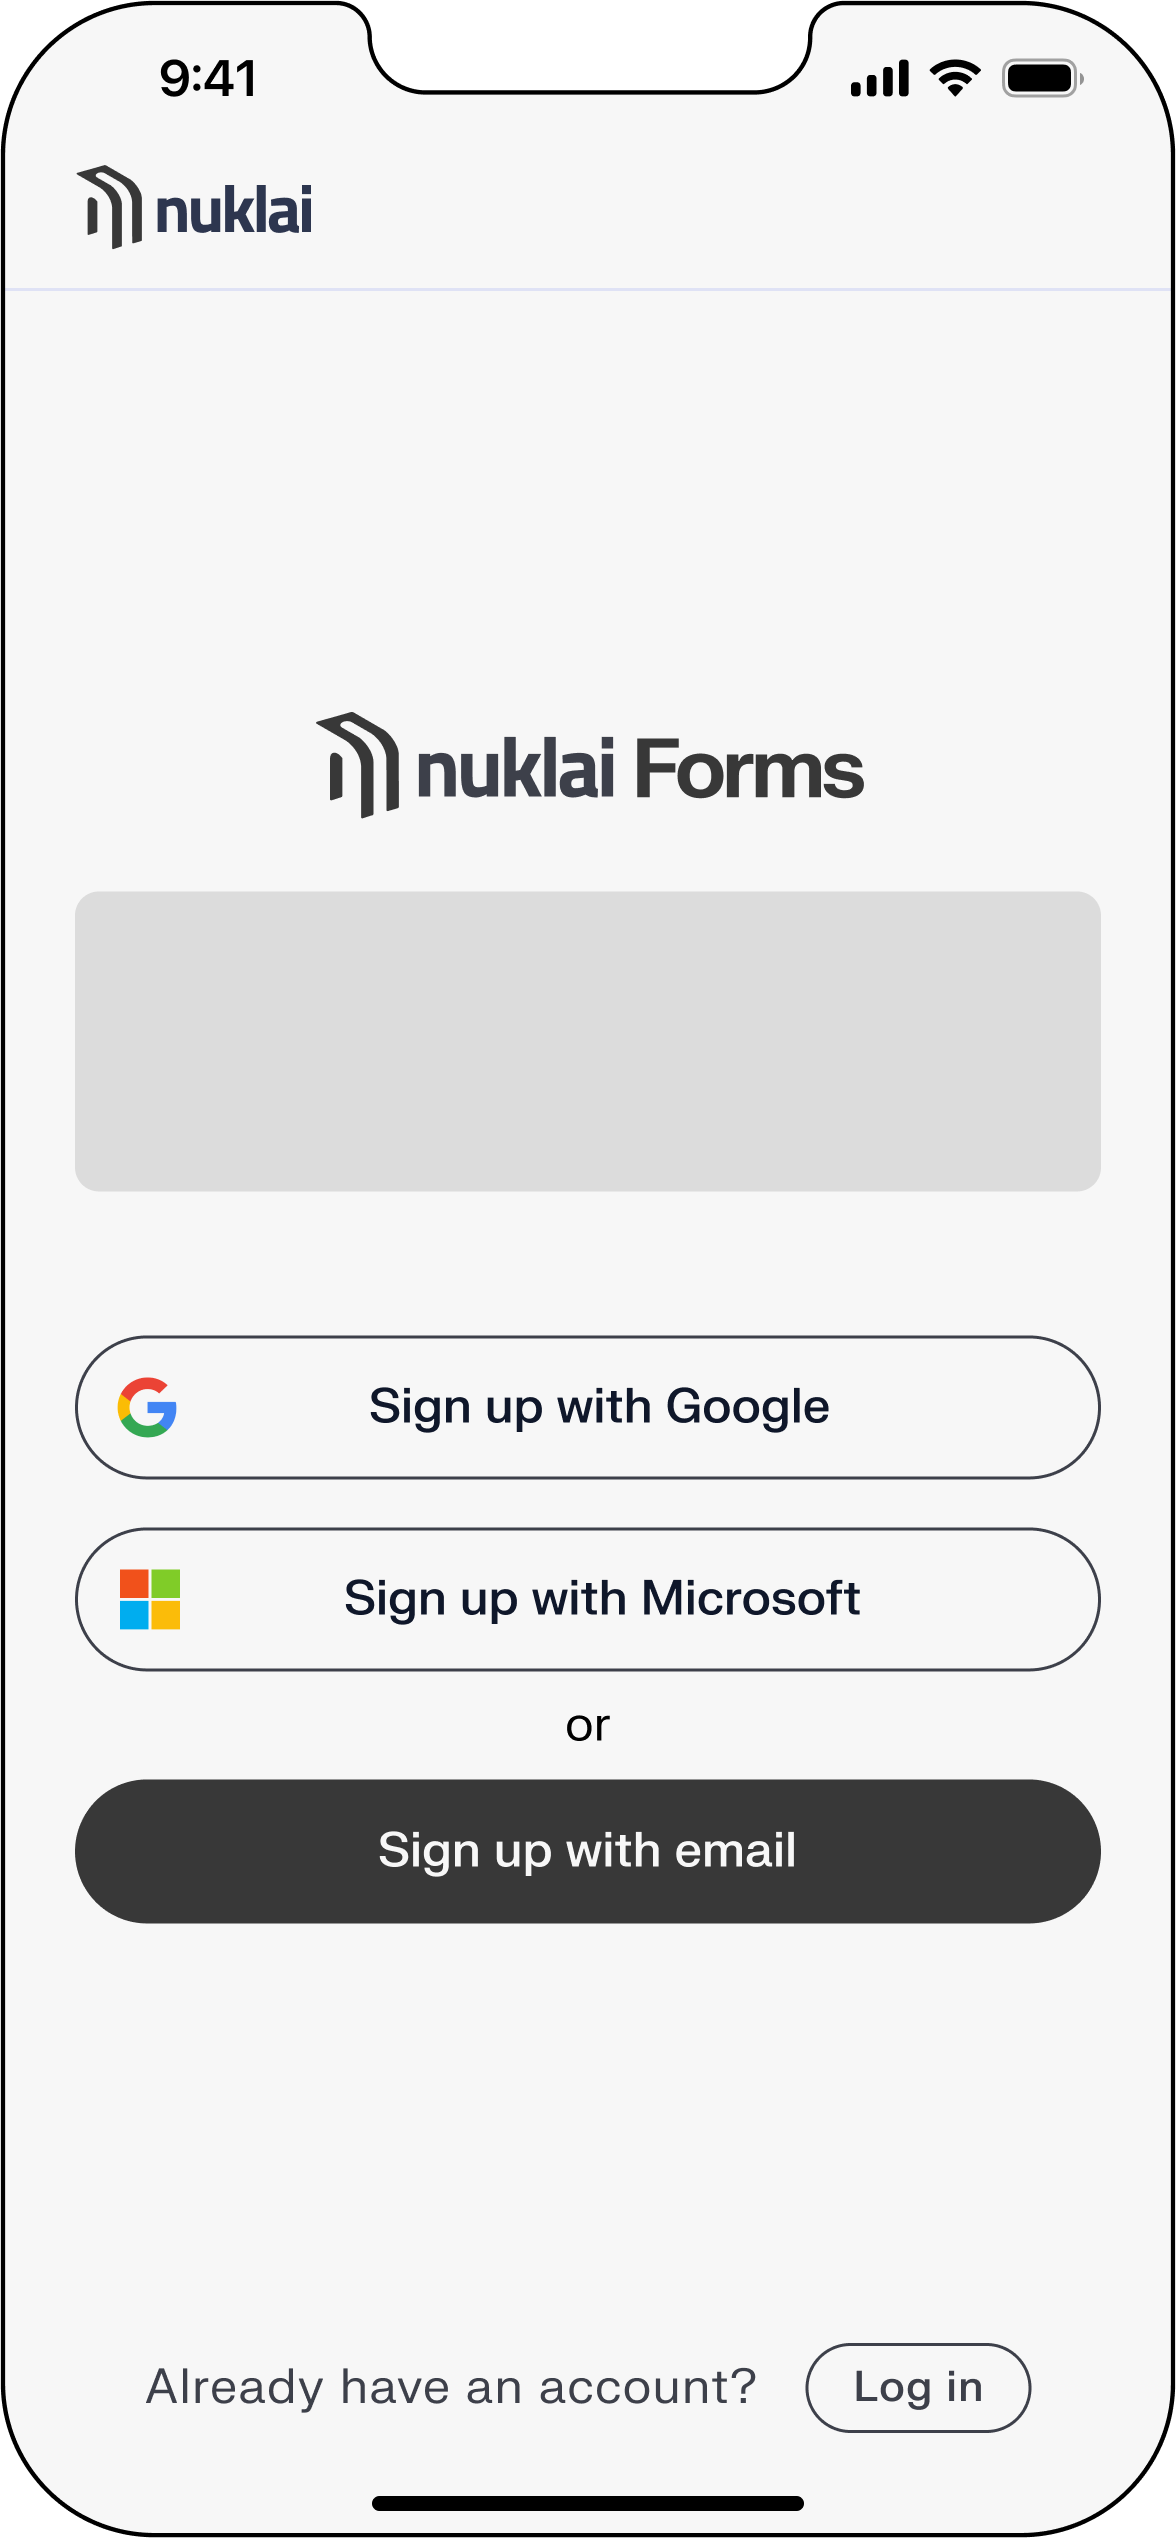 9:41
nuklai
nuklai Forms
Sign up with Google
Sign up with Microsoft
or
Sign up with email
Already have an account? Log in